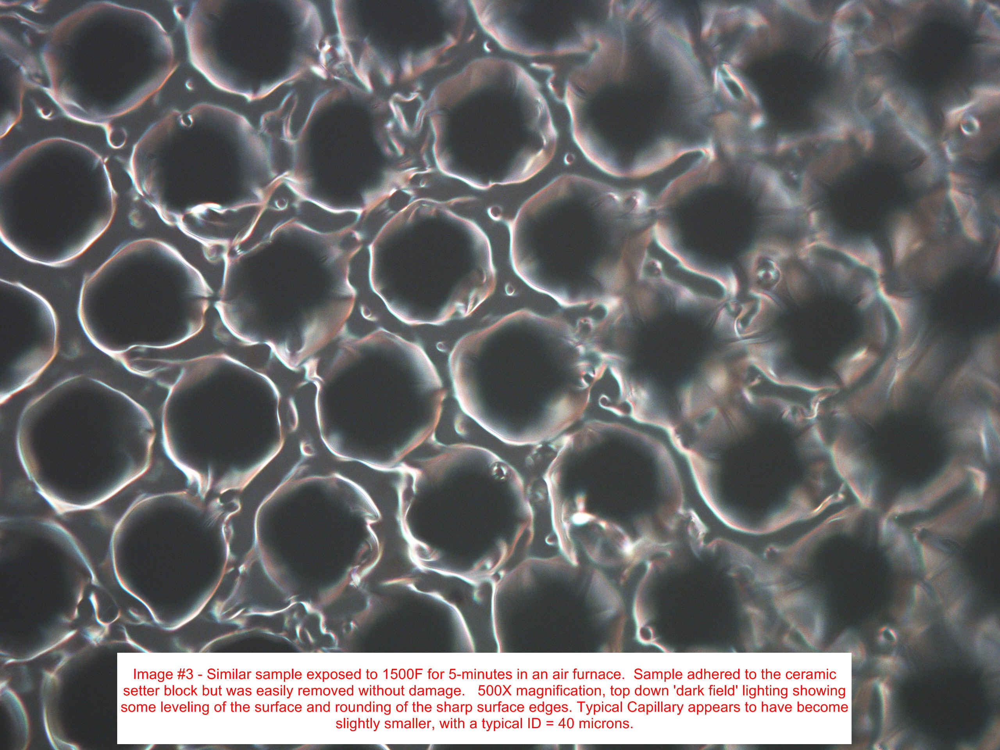 Image #3 - Similar sample exposed to 1500F for 5-minutes in an air furnace.  Sample adhered to the ceramic
setter block but was easily removed without damage.   500X magnification, top down 'dark field' lighting showing
some leveling of the surface and rounding of the sharp surface edges. Typical Capillary appears to have become
slightly smaller, with a typical ID = 40 microns.